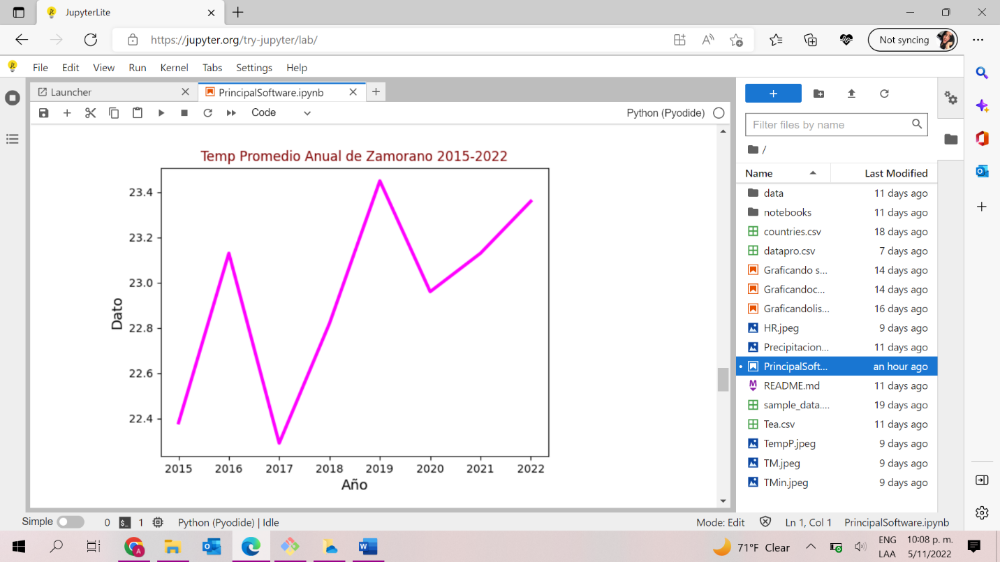 JupyterLite
https://jupyter.org/try-jupyter/lab/
Not syncing
File Edit View Run Kernel Tabs Settings Help
Launcher
PrincipalSoftware.ipynb
Code
Python (Pyodide)
Temp Promedio Anual de Zamorano 2015-2022
23.4
23.2
23.0
22.8
22.6
22.4
Dato
2015 2016 2017 2018 2019 2020 2021 2022
Año
Filter files by name
/
Name Last Modified
data 11 days ago
notebooks 11 days ago
countries.csv 18 days ago
datapro.csv 7 days ago
Graficando s... 14 days ago
Graficandoc... 14 days ago
Graficandolis... 16 days ago
HR.jpeg 9 days ago
Precipitacion... 11 days ago
PrincipalSoft... an hour ago
README.md 11 days ago
sample_data.... 19 days ago
Tea.csv 11 days ago
TempP.jpeg 9 days ago
TM.jpeg 9 days ago
TMin.jpeg 9 days ago
Simple 0 $_ 1 Python (Pyodide) | Idle
Mode: Edit Ln 1, Col 1 PrincipalSoftware.ipynb
71°F Clear
ENG
LAA
10:08 p. m.
5/11/2022